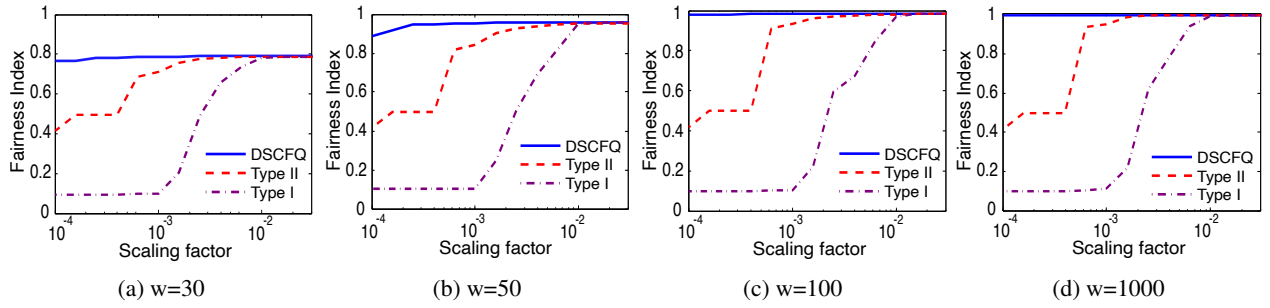 Fairness Index
1
0.8
0.6
0.4
0.2
0
DSCFQ
Type II
Type I
10-4
10-3
10-2
Scaling factor
(a) w=30
Fairness Index
1
0.8
0.6
0.4
0.2
0
DSCFQ
Type II
Type I
10-4
10-3
10-2
Scaling factor
(b) w=50
Fairness Index
1
0.8
0.6
0.4
0.2
0
DSCFQ
Type II
Type I
10-4
10-3
10-2
Scaling factor
(c) w=100
Fairness Index
1
0.8
0.6
0.4
0.2
0
DSCFQ
Type II
Type I
10-4
10-3
10-2
Scaling factor
(d) w=1000